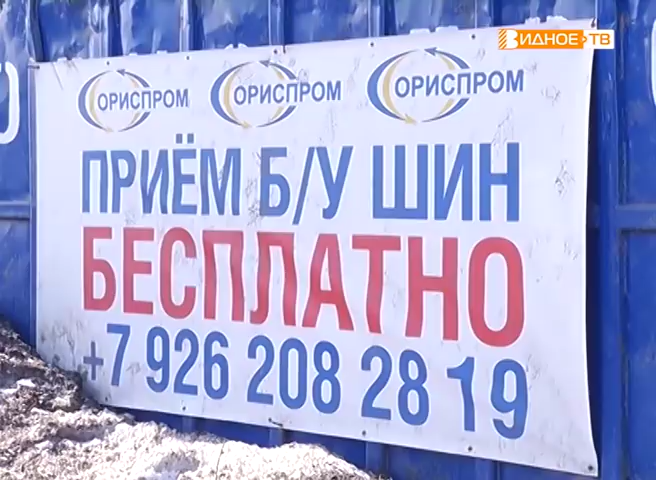 ВИДНОЕ-ТВ
ОРИСПРОМ ОРИСПРОМ ОРИСПРОМ
ПРИЁМ Б/У ШИН
БЕСПЛАТНО
+7 926 208 28 19